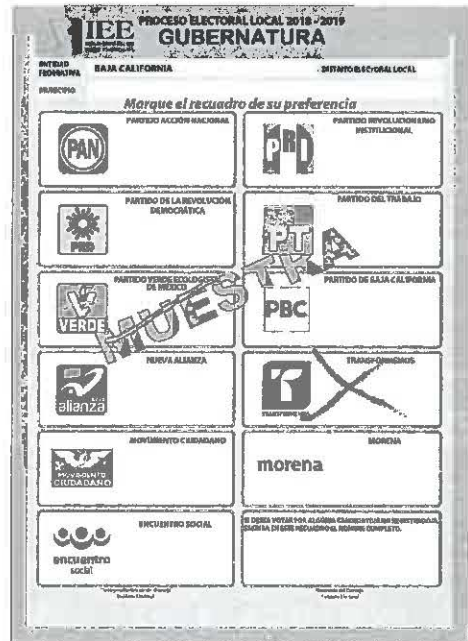 IEE
PROCESO ELECTORAL LOCAL 2018 - 2019
GUBERNATURA
ENTIDAD
FEDERATIVA
BAJA CALIFORNIA
DISTRITO ELECTORAL LOCAL
MUNICIPIO
Marque el recuadro de su preferencia
PARTIDO ACCIÓN NACIONAL
PAN
PARTIDO REVOLUCIONARIO
INSTITUCIONAL
PRI
PARTIDO DE LA REVOLUCIÓN
DEMOCRÁTICA
PRD
PARTIDO DEL TRABAJO
PT
PARTIDO VERDE ECOLOGISTA
DE MÉXICO
VERDE
PARTIDO DE BAJA CALIFORNIA
PBC
MUESTRA
NUEVA ALIANZA
alianza
TRANSFORMEMOS
MOVIMIENTO CIUDADANO
MOVIMIENTO
CIUDADANO
MORENA
morena
ENCUENTRO SOCIAL
encuentro
social